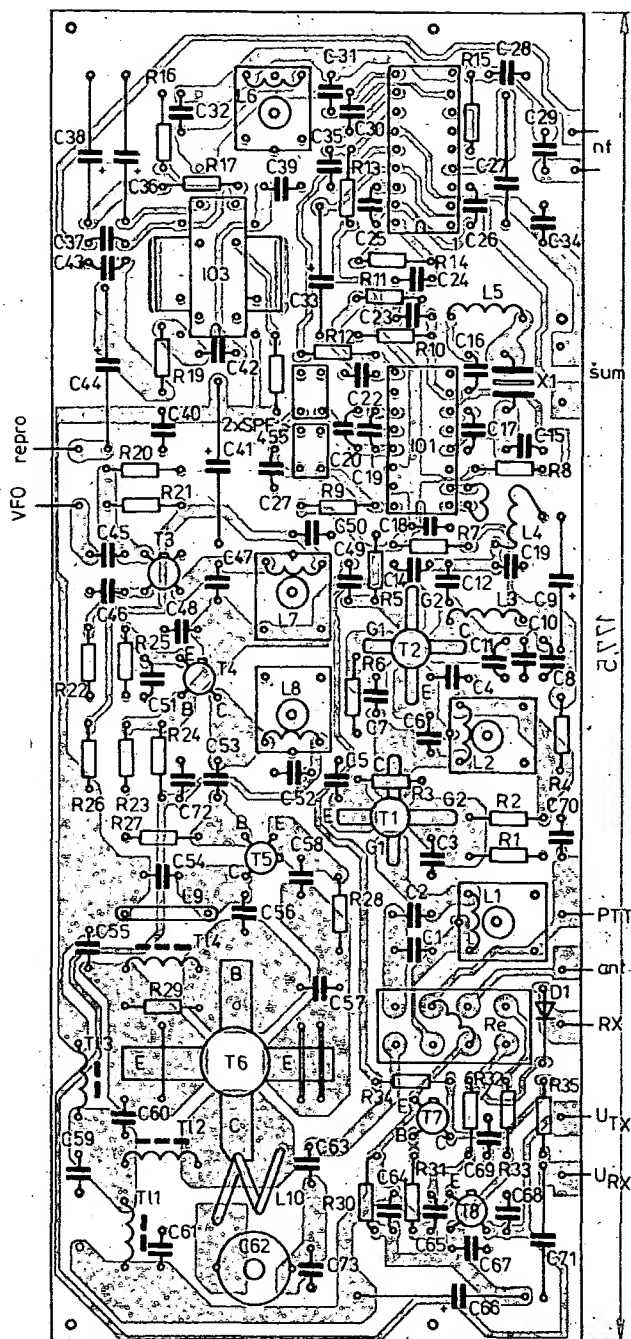 C31
C28
R16
L6
R15
C32
C30
C29
nf
C38
C35
R13
C27
R17
C39
C36
C25
C26
C34
C37
C43
IO3
R14
C24
R11
C33
C23
L5
R12
R10
C16
X1
šum
C44
R19
C42
2xSPF
455
C22
C40
C41
C20
C19
IO1
C17
C15
repro
R20
C27
R8
VFO
R21
R9
C18
R7
L4
C50
C45
T3
C47
C49
C14
C12
C19
R5
G2
L3
C9
C46
C48
L7
G1
T2
C
C10
177,5
R22
R25
E
T4
R6
C11
C8
C51
B
C
L8
E
C4
C7
C6
L2
R24
R26
R23
C72
C53
C52
C5
C
R3
R4
R27
B
E
E
T1
G2
R2
C70
T5
C58
G1
C3
R1
C54
C
L9
C56
R28
C2
L1
PTT
C55
Tl4
C1
ant
B
C57
D1
R29
Re
RX
Tl3
E
T6
E
R34
R32
R35
E
T7
UTX
C60
C
B
C
C59
Tl2
C63
C69
R33
URX
L10
R30
C64
R31
E
C68
Tl1
T8
C61
C62
C65
C67
C71
C73
C66